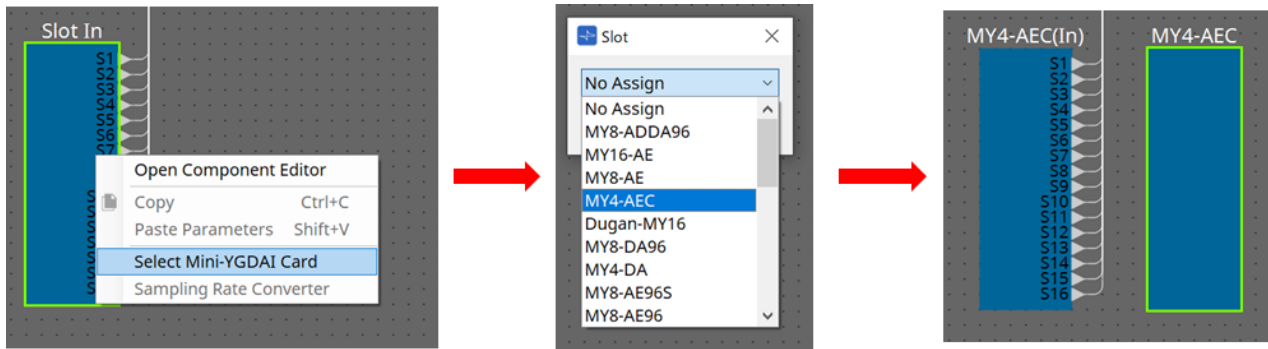 Slot In
S1
S2
S3
S4
S5
S6
S7
Open Component Editor
Copy Ctrl+C
Paste Parameters Shift+V
Select Mini-YGDAI Card
Sampling Rate Converter
Slot
No Assign
No Assign
MY8-ADDA96
MY16-AE
MY8-AE
MY4-AEC
Dugan-MY16
MY8-DA96
MY4-DA
MY8-AE96S
MY8-AE96
MY4-AEC(In)
S1
S2
S3
S4
S5
S6
S7
S8
S9
S10
S11
S12
S13
S14
S15
S16
MY4-AEC